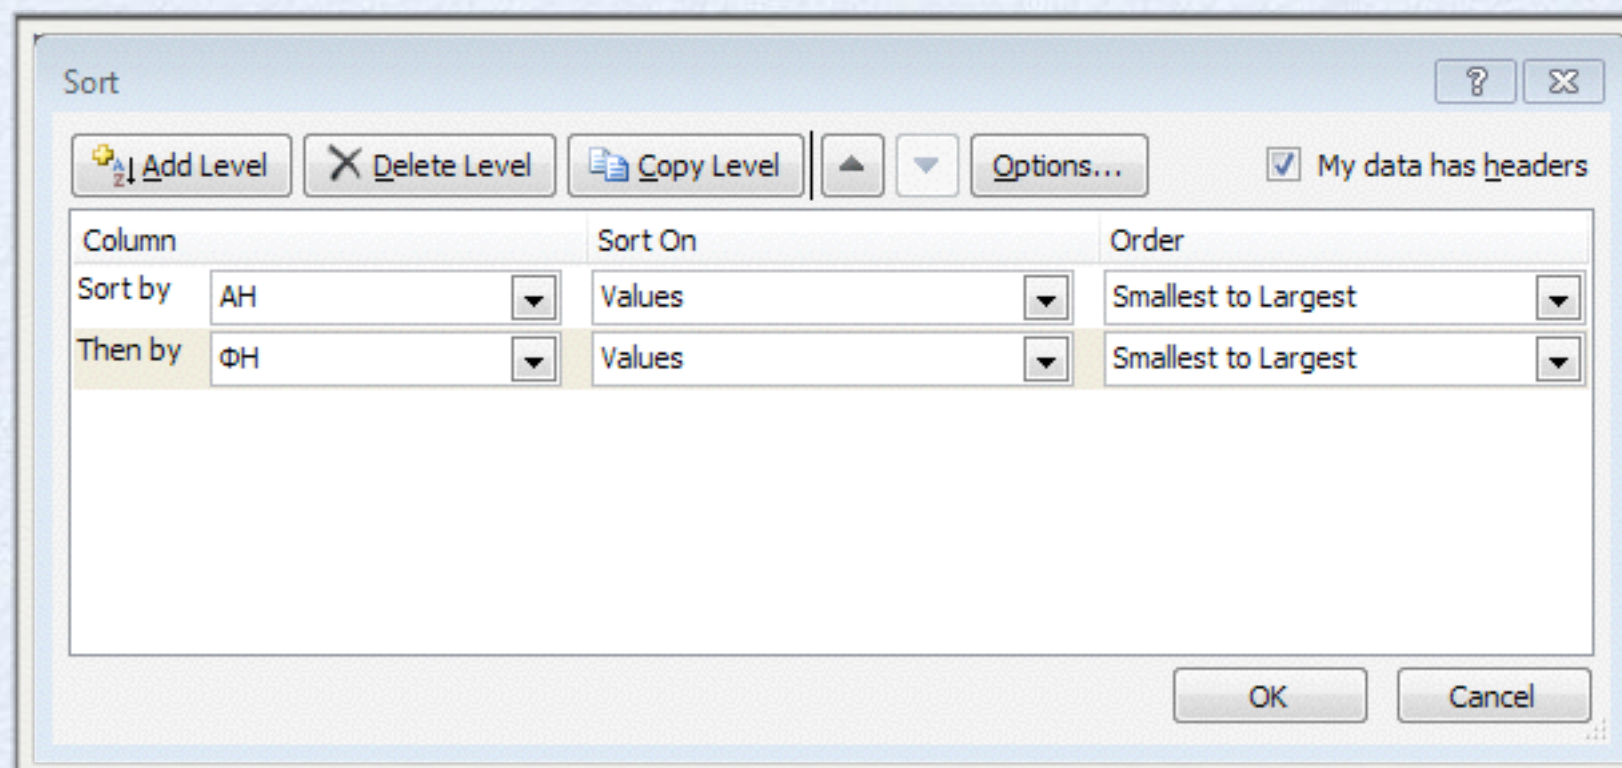 Sort
Add Level Delete Level Copy Level Options... My data has headers
Column Sort On Order
Sort by АН Values Smallest to Largest
Then by ФН Values Smallest to Largest
OK Cancel